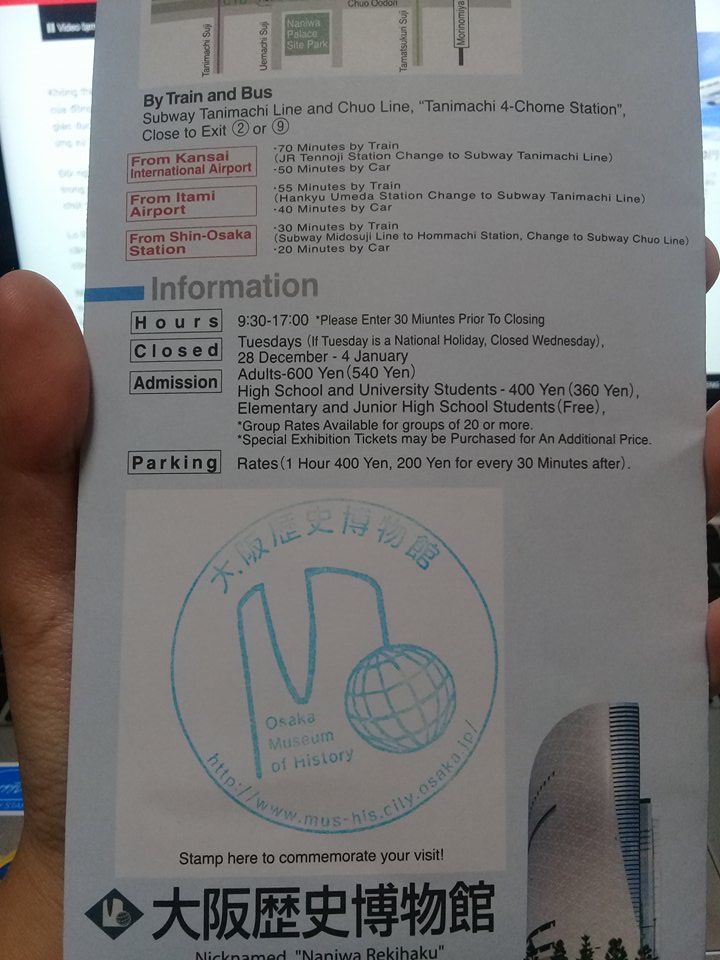 Chuo Oodori
Tanimachi Suji
Uemachi Suji
Naniwa
Palace
Site Park
Tamatsukuri Suji
Morinomiya
By Train and Bus
Subway Tanimachi Line and Chuo Line, "Tanimachi 4-Chome Station",
Close to Exit ② or ⑨
From Kansai
International Airport
·70 Minutes by Train
(JR Tennoji Station Change to Subway Tanimachi Line)
·50 Minutes by Car
From Itami
Airport
·55 Minutes by Train
(Hankyu Umeda Station Change to Subway Tanimachi Line)
·40 Minutes by Car
From Shin-Osaka
Station
·30 Minutes by Train
(Subway Midosuji Line to Hommachi Station, Change to Subway Chuo Line)
·20 Minutes by Car
Information
Hours 9:30-17:00 *Please Enter 30 Miuntes Prior To Closing
Closed Tuesdays (If Tuesday is a National Holiday, Closed Wednesday),
28 December - 4 January
Admission Adults-600 Yen(540 Yen)
High School and University Students - 400 Yen(360 Yen),
Elementary and Junior High School Students(Free),
*Group Rates Available for groups of 20 or more.
*Special Exhibition Tickets may be Purchased for An Additional Price.
Parking Rates(1 Hour 400 Yen, 200 Yen for every 30 Minutes after).
大阪歴史博物館
Osaka
Museum
of History
http://www.mus-his.city.osaka.jp/
Stamp here to commemorate your visit!
大阪歴史博物館
Nicknamed, "Naniwa Rekihaku"